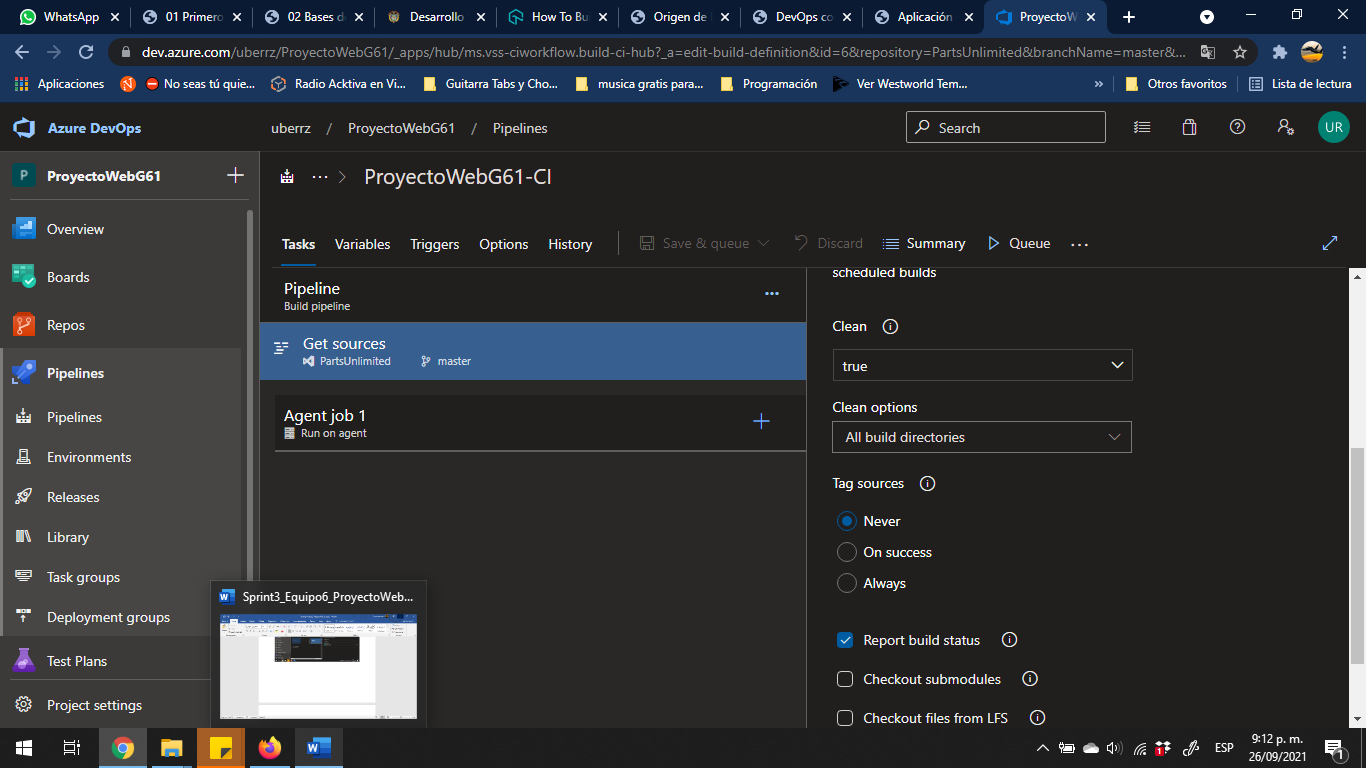 WhatsApp
01 Primero
02 Bases d
Desarrollo
How To Bu
Origen de
DevOps co
Aplicación
ProyectoW
dev.azure.com/uberrz/ProyectoWebG61/_apps/hub/ms.vss-ciworkflow.build-ci-hub?_a=edit-build-definition&id=6&repository=PartsUnlimited&branchName=master&...
Aplicaciones
No seas tú quie...
Radio Acktiva en Vi...
Guitarra Tabs y Cho...
musica gratis para...
Programación
Ver Westworld Tem...
»
Otros favoritos
Lista de lectura
Azure DevOps
uberrz / ProyectoWebG61 / Pipelines
Search
UR
P ProyectoWebG61
Overview
Boards
Repos
Pipelines
Pipelines
Environments
Releases
Library
Task groups
Deployment groups
Test Plans
Project settings
ProyectoWebG61-CI
Tasks Variables Triggers Options History
Save & queue Discard Summary Queue
Pipeline
Build pipeline
Get sources
PartsUnlimited master
Agent job 1
Run on agent
scheduled builds
Clean
true
Clean options
All build directories
Tag sources
Never
On success
Always
Report build status
Checkout submodules
Checkout files from LFS
Sprint3_Equipo6_ProyectoWeb...
ESP
9:12 p. m.
26/09/2021
1